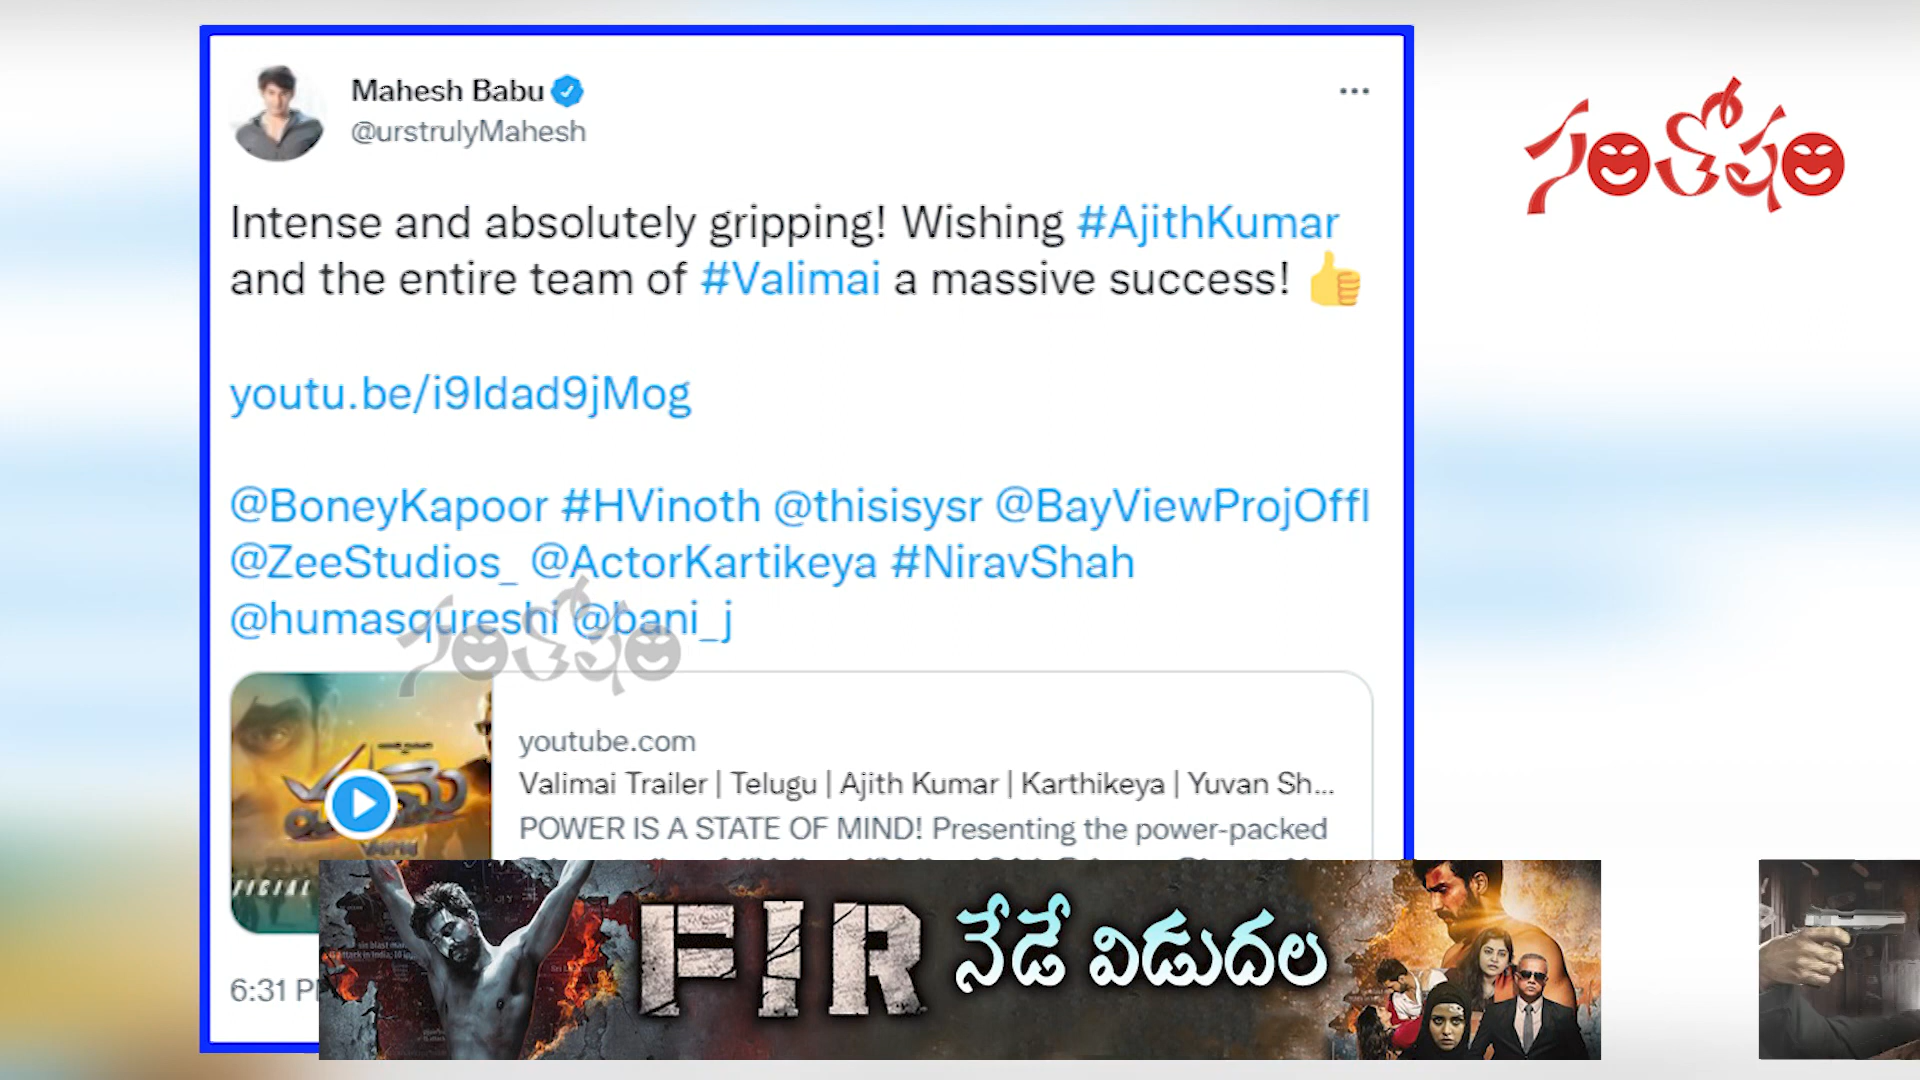 Mahesh Babu
@urstrulyMahesh
సంతోషం
Intense and absolutely gripping! Wishing #AjithKumar
and the entire team of #Valimai a massive success! 👍
youtu.be/i9Idad9jMog
@BoneyKapoor #HVinoth @thisisysr @BayViewProjOffl
@ZeeStudios_ @ActorKartikeya #NiravShah
@humasqureshi @bani_j
సంతోషం
youtube.com
Valimai Trailer | Telugu | Ajith Kumar | Karthikeya | Yuvan Sh...
POWER IS A STATE OF MIND! Presenting the power-packed
6:31
FIR నేడే విడుదల